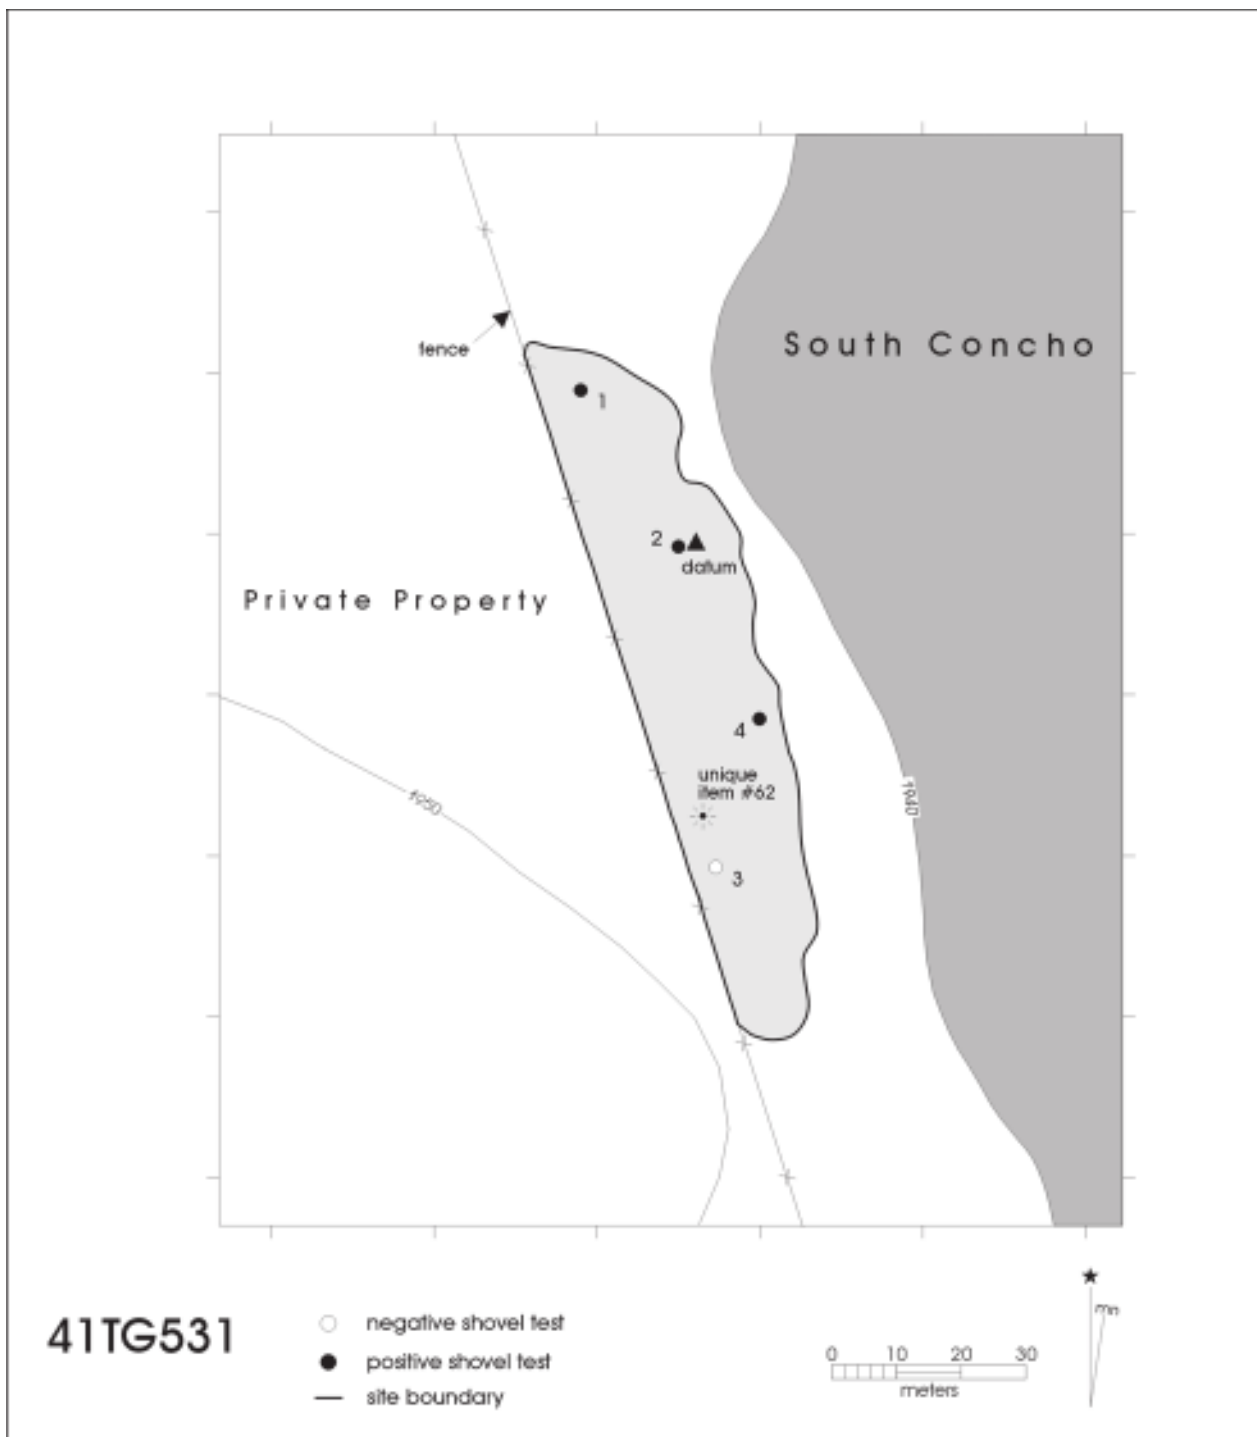 fence
South Concho
1
2
datum
Private Property
4
unique
item #62
1950
1940
3
mn
41TG531
negative shovel test
positive shovel test
site boundary
0 10 20 30
meters